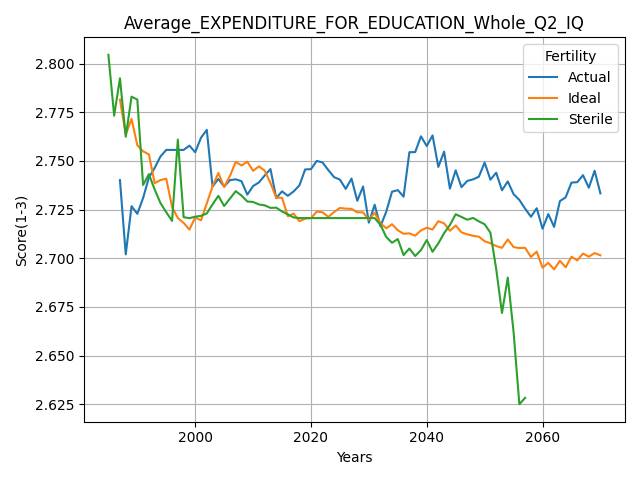 Average_EXPENDITURE_FOR_EDUCATION_Whole_Q2_IQ
Fertility
Actual
Ideal
Sterile
Score(1-3)
2.800
2.775
2.750
2.725
2.700
2.675
2.650
2.625
2000 2020 2040 2060
Years